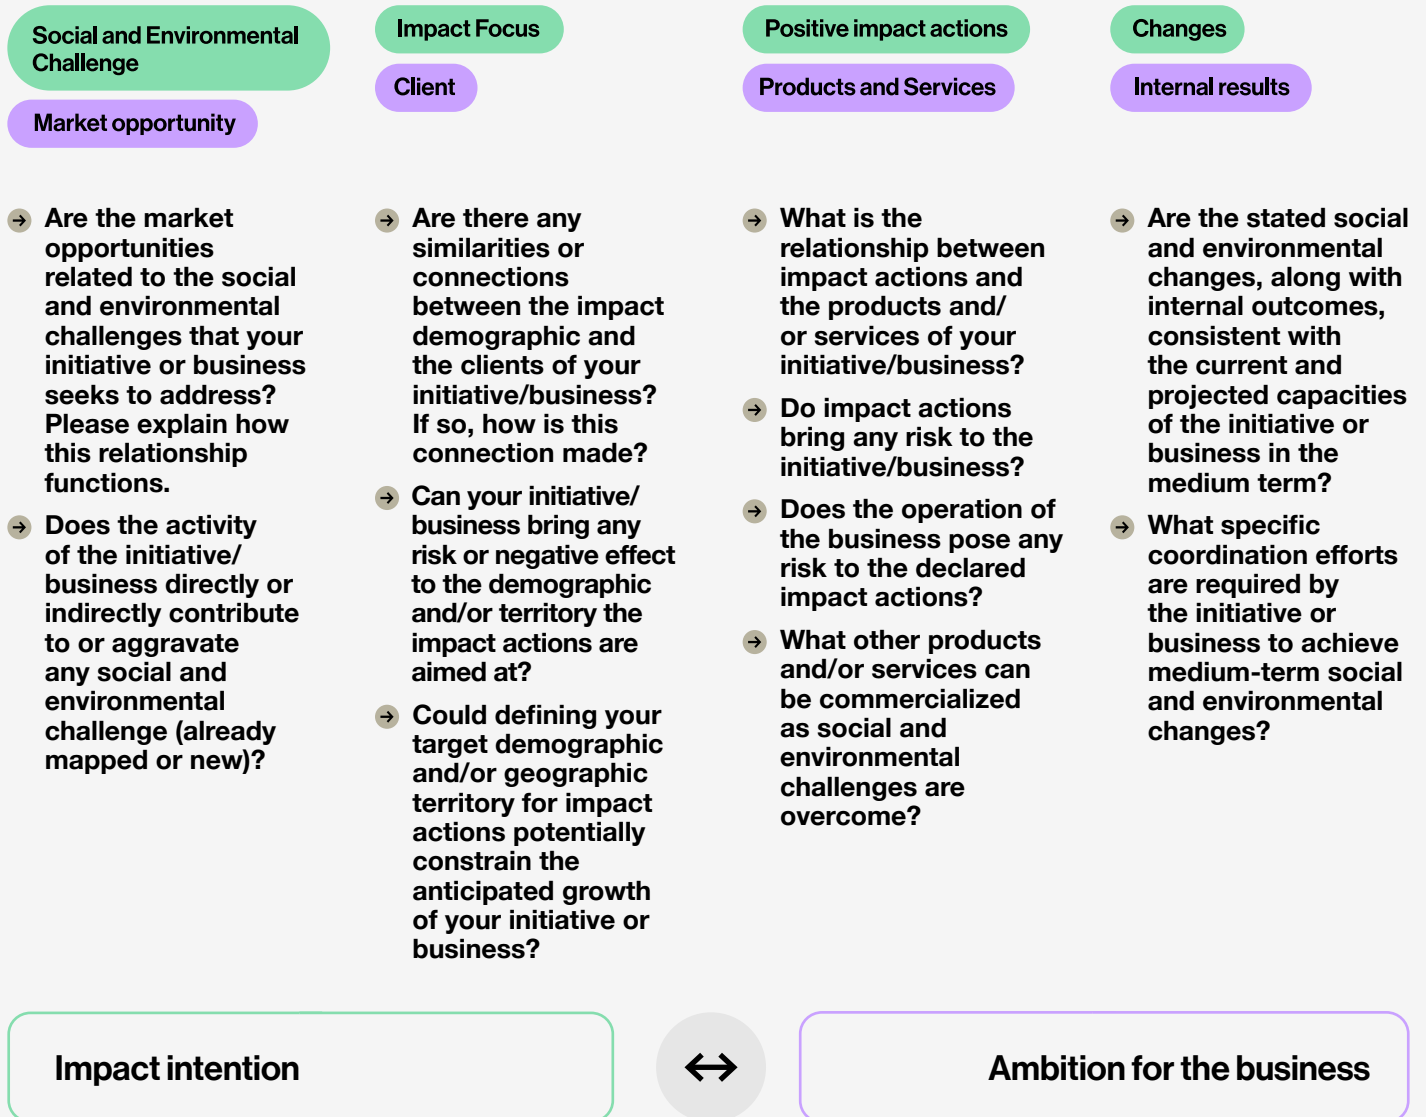 Social and Environmental
Challenge
Market opportunity
Are the market
opportunities
related to the social
and environmental
challenges that your
initiative or business
seeks to address?
Please explain how
this relationship
functions.
Does the activity
of the initiative/
business directly or
indirectly contribute
to or aggravate
any social and
environmental
challenge (already
mapped or new)?
Impact Focus
Client
Are there any
similarities or
connections
between the impact
demographic and
the clients of your
initiative/business?
If so, how is this
connection made?
Can your initiative/
business bring any
risk or negative effect
to the demographic
and/or territory the
impact actions are
aimed at?
Could defining your
target demographic
and/or geographic
territory for impact
actions potentially
constrain the
anticipated growth
of your initiative or
business?
Positive impact actions
Products and Services
What is the
relationship between
impact actions and
the products and/
or services of your
initiative/business?
Do impact actions
bring any risk to the
initiative/business?
Does the operation of
the business pose any
risk to the declared
impact actions?
What other products
and/or services can
be commercialized
as social and
environmental
challenges are
overcome?
Changes
Internal results
Are the stated social
and environmental
changes, along with
internal outcomes,
consistent with
the current and
projected capacities
of the initiative or
business in the
medium term?
What specific
coordination efforts
are required by
the initiative or
business to achieve
medium-term social
and environmental
changes?
Impact intention
Ambition for the business